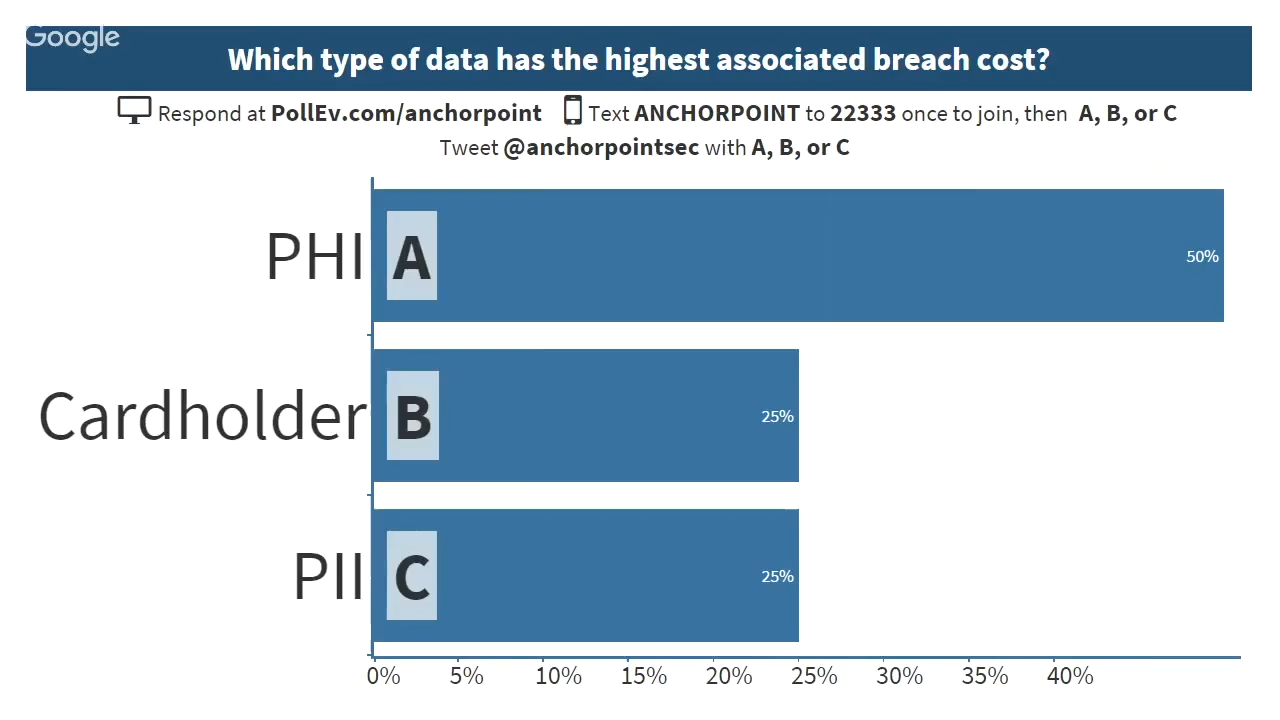 Google
Which type of data has the highest associated breach cost?
Respond at PollEv.com/anchorpoint Text ANCHORPOINT to 22333 once to join, then A, B, or C
Tweet @anchorpointsec with A, B, or C
PHI A 50%
Cardholder B 25%
PII C 25%
0% 5% 10% 15% 20% 25% 30% 35% 40%